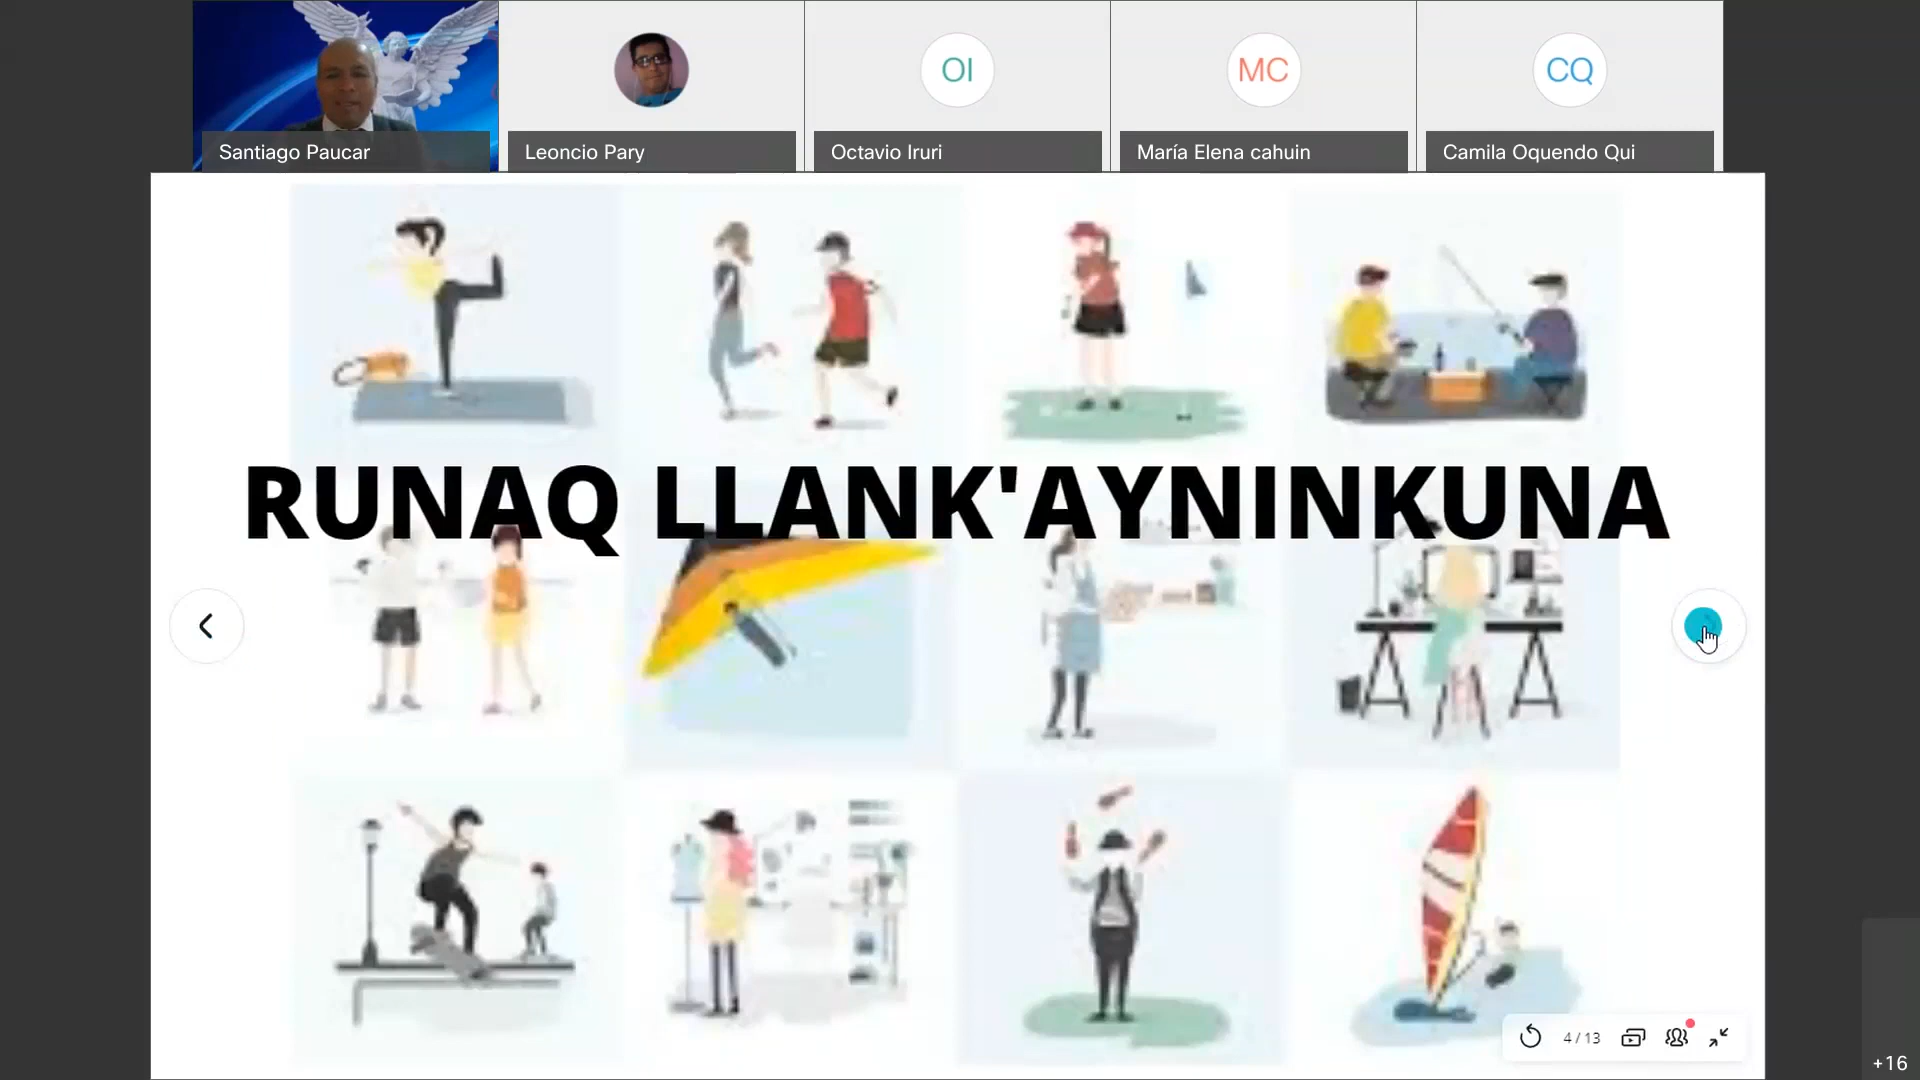 OI
MC
CQ
Santiago Paucar
Leoncio Pary
Octavio Iruri
María Elena cahuin
Camila Oquendo Qui
RUNAQ LLANK'AYNINKUNA
4 / 13
+16